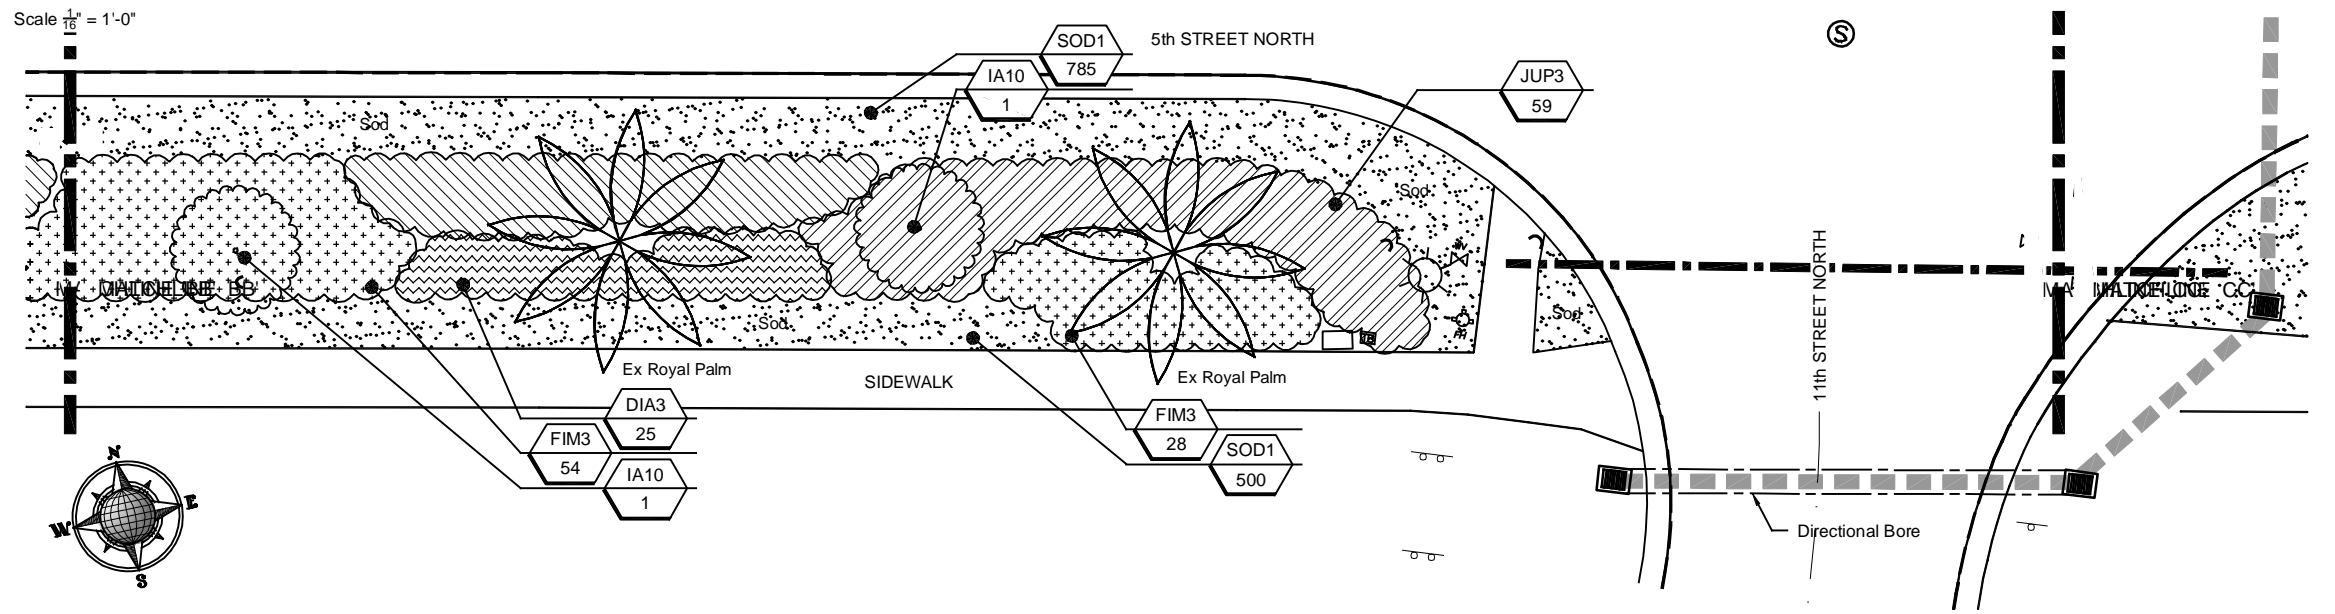 Scale 1/16" = 1'-0"
SOD1
785
5th STREET NORTH
S
IA10
1
JUP3
59
Sod
Sod
Sod
Sod
Ex Royal Palm
SIDEWALK
Ex Royal Palm
11th STREET NORTH
DIA3
25
FIM3
54
IA10
1
FIM3
28
SOD1
500
Directional Bore
N
E
W
S